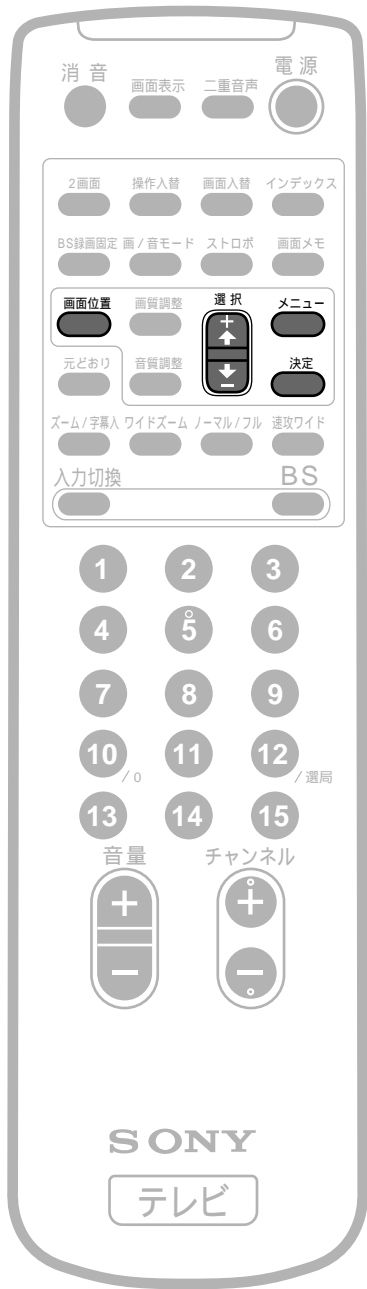 消音 画面表示 二重音声 電源
2画面 操作入替 画面入替 インデックス
BS録画固定 画/音モード ストロボ 画面メモ
画面位置 画質調整 選択 メニュー
+
元どおり 音質調整 決定
−
ズーム/字幕入 ワイドズーム ノーマル/フル 速攻ワイド
入力切換 BS
1 2 3
4 5 6
7 8 9
10 /0 11 12 /選局
13 14 15
音量 チャンネル
+ +
− −
SONY
テレビ